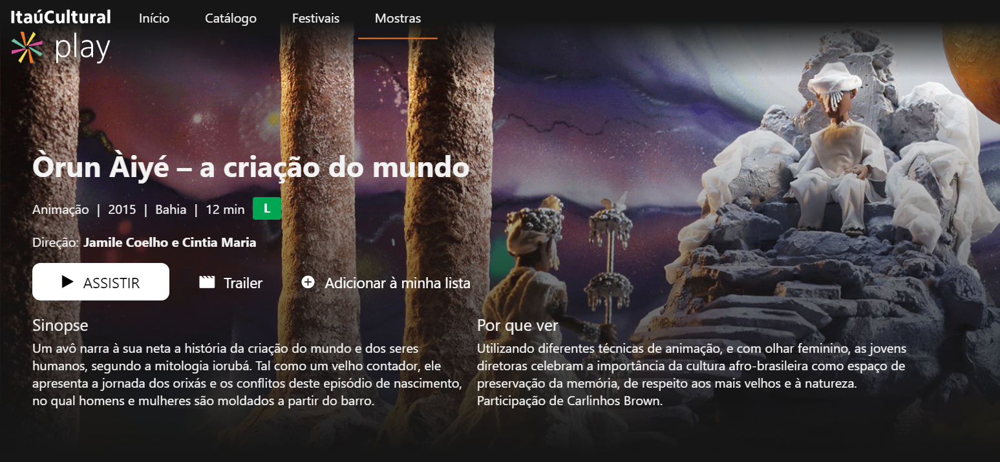 ItaúCultural
play
Início
Catálogo
Festivais
Mostras
Òrun Àiyé – a criação do mundo
Animação | 2015 | Bahia | 12 min L
Direção: Jamile Coelho e Cintia Maria
ASSISTIR
Trailer
Adicionar à minha lista
Sinopse
Um avô narra à sua neta a história da criação do mundo e dos seres
humanos, segundo a mitologia iorubá. Tal como um velho contador, ele
apresenta a jornada dos orixás e os conflitos deste episódio de nascimento,
no qual homens e mulheres são moldados a partir do barro.
Por que ver
Utilizando diferentes técnicas de animação, e com olhar feminino, as jovens
diretoras celebram a importância da cultura afro-brasileira como espaço de
preservação da memória, de respeito aos mais velhos e à natureza.
Participação de Carlinhos Brown.